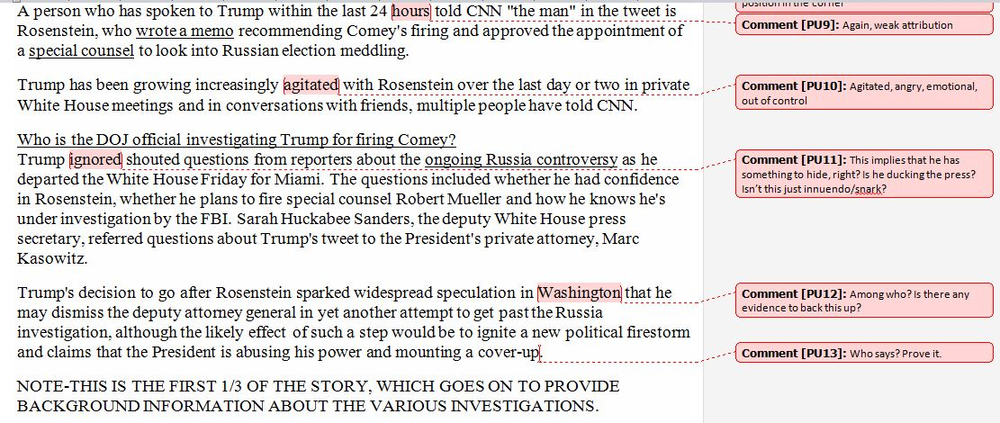 A person who has spoken to Trump within the last 24 hours told CNN "the man" in the tweet is
Rosenstein, who wrote a memo recommending Comey's firing and approved the appointment of
a special counsel to look into Russian election meddling.
Trump has been growing increasingly agitated with Rosenstein over the last day or two in private
White House meetings and in conversations with friends, multiple people have told CNN.
Who is the DOJ official investigating Trump for firing Comey?
Trump ignored shouted questions from reporters about the ongoing Russia controversy as he
departed the White House Friday for Miami. The questions included whether he had confidence
in Rosenstein, whether he plans to fire special counsel Robert Mueller and how he knows he's
under investigation by the FBI. Sarah Huckabee Sanders, the deputy White House press
secretary, referred questions about Trump's tweet to the President's private attorney, Marc
Kasowitz.
Trump's decision to go after Rosenstein sparked widespread speculation in Washington that he
may dismiss the deputy attorney general in yet another attempt to get past the Russia
investigation, although the likely effect of such a step would be to ignite a new political firestorm
and claims that the President is abusing his power and mounting a cover-up.
NOTE-THIS IS THE FIRST 1/3 OF THE STORY, WHICH GOES ON TO PROVIDE
BACKGROUND INFORMATION ABOUT THE VARIOUS INVESTIGATIONS.
position in the corner
Comment [PU9]: Again, weak attribution
Comment [PU10]: Agitated, angry, emotional,
out of control
Comment [PU11]: This implies that he has
something to hide, right? Is he ducking the press?
Isn't this just innuendo/snark?
Comment [PU12]: Among who? Is there any
evidence to back this up?
Comment [PU13]: Who says? Prove it.